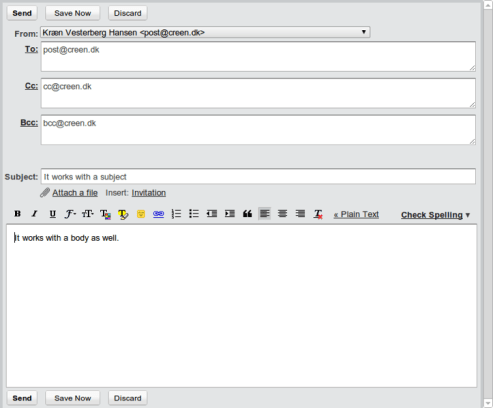 Send Save Now Discard
From: Kræn Vesterberg Hansen <post@creen.dk>
To: post@creen.dk
Cc: cc@creen.dk
Bcc: bcc@creen.dk
Subject: It works with a subject
Attach a file Insert: Invitation
B I U F T T T « Plain Text Check Spelling
It works with a body as well.
Send Save Now Discard